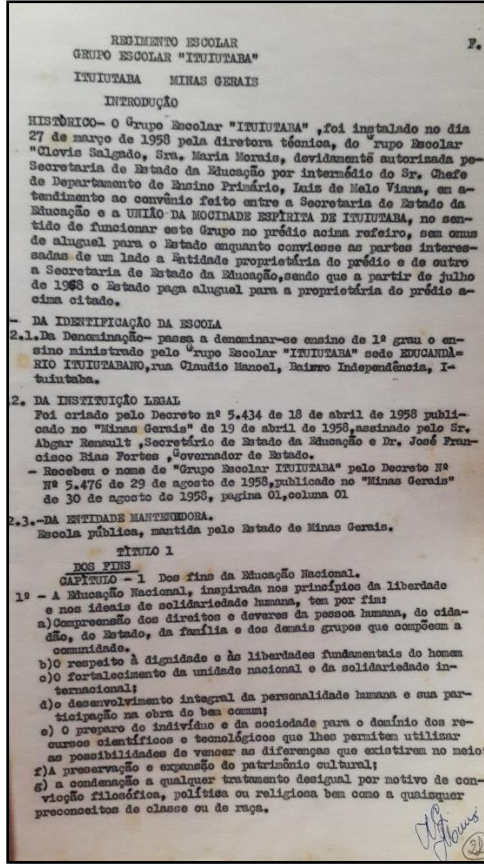 REGIMENTO ESCOLAR F.
GRUPO ESCOLAR "ITUIUTABA"
ITUIUTABA MINAS GERAIS
INTRODUÇÃO
HISTÓRICO- O Grupo Escolar "ITUIUTABA" ,foi instalado no dia
27 de março de 1958 pela diretora técnica, do Grupo Escolar
"Clovis Salgado, Sra. Maria Morais, devidamente autorizada pe-
Secretaria de Estado da Educação por intermédio do Sr. Chefe
de Departamento de Ensino Primário, Luis de Melo Viana, em a-
tendimento ao convênio feito entre a Secretaria de Estado da
Educação e a UNIÃO DA MOCIDADE ESPÍRITA DE ITUIUTABA, no sen-
tido de funcionar este Grupo no prédio acima refeiro, sem onus
de aluguel para o Estado enquanto conviesse as partes interes-
sadas de um lado a Entidade proprietária do prédio e de outro
a Secretaria de Estado da Educação,sendo que a partir de julho
de 1968 o Estado paga aluguel para a proprietária do prédio a-
cima citado.
- DA IDENTIFICAÇÃO DA ESCOLA
2.1.Da Denominação- passa a denominar-se ensino de 1º grau o en-
sino ministrado pelo Grupo Escolar "ITUIUTABA" sede EDUCANDÁ=
RIO ITUIUTABANO,rua Claudio Manoel, Bairro Independência, I-
tuiutaba.
2. DA INSTITUIÇÃO LEGAL
Foi criado pelo Decreto nº 5.434 de 18 de abril de 1958 publi-
cado no "Minas Gerais" de 19 de abril de 1958,assinado pelo Sr.
Abgar Renault ,Secretário de Estado da Educação e Dr. José Fran-
cisco Bias Fortes ,Governador de Estado.
- Recebeu o nome de "Grupo Escolar ITUIUTABA" pelo Decreto Nº
Nº 5.476 de 29 de agosto de 1958,publicado no "Minas Gerais"
de 30 de agosto de 1958, pagina 01,coluna 01
2.3.-DA ENTIDADE MANTENEDORA.
Escola pública, mantida pelo Estado de Minas Gerais.
TÍTULO 1
DOS FINS
CAPÍTULO - 1 Dos fins da Educação Nacional.
1º - A Educação Nacional, inspirada nos princípios da liberdade
e nos ideais de solidariedade humana, tem por fim:
a)Compreensão dos direitos e deveres da pessoa humana, do cida-
dão, do Estado, da família e dos demais grupos que compõem a
comunidade.
b)O respeito à dignidade e às liberdades fundamentais do homem
c)O fortalecimento da unidade nacional e da solidariedade in-
ternacional;
d)o desenvolvimento integral da personalidade humana e sua par-
ticipação na obra do bem comum;
e) O preparo do indivíduo e da sociedade para o domínio dos re-
cursos científicos e tecnológicos que lhes permitem utilizar
as possibilidades de vencer as diferenças que existirem no meio;
f)A preservação e expansão do patrimônio cultural;
g) a condenação a qualquer tratamento desigual por motivo de con-
vicção filosófica, política ou religiosa bem como a quaisquer
preconceitos de classe ou de raça.